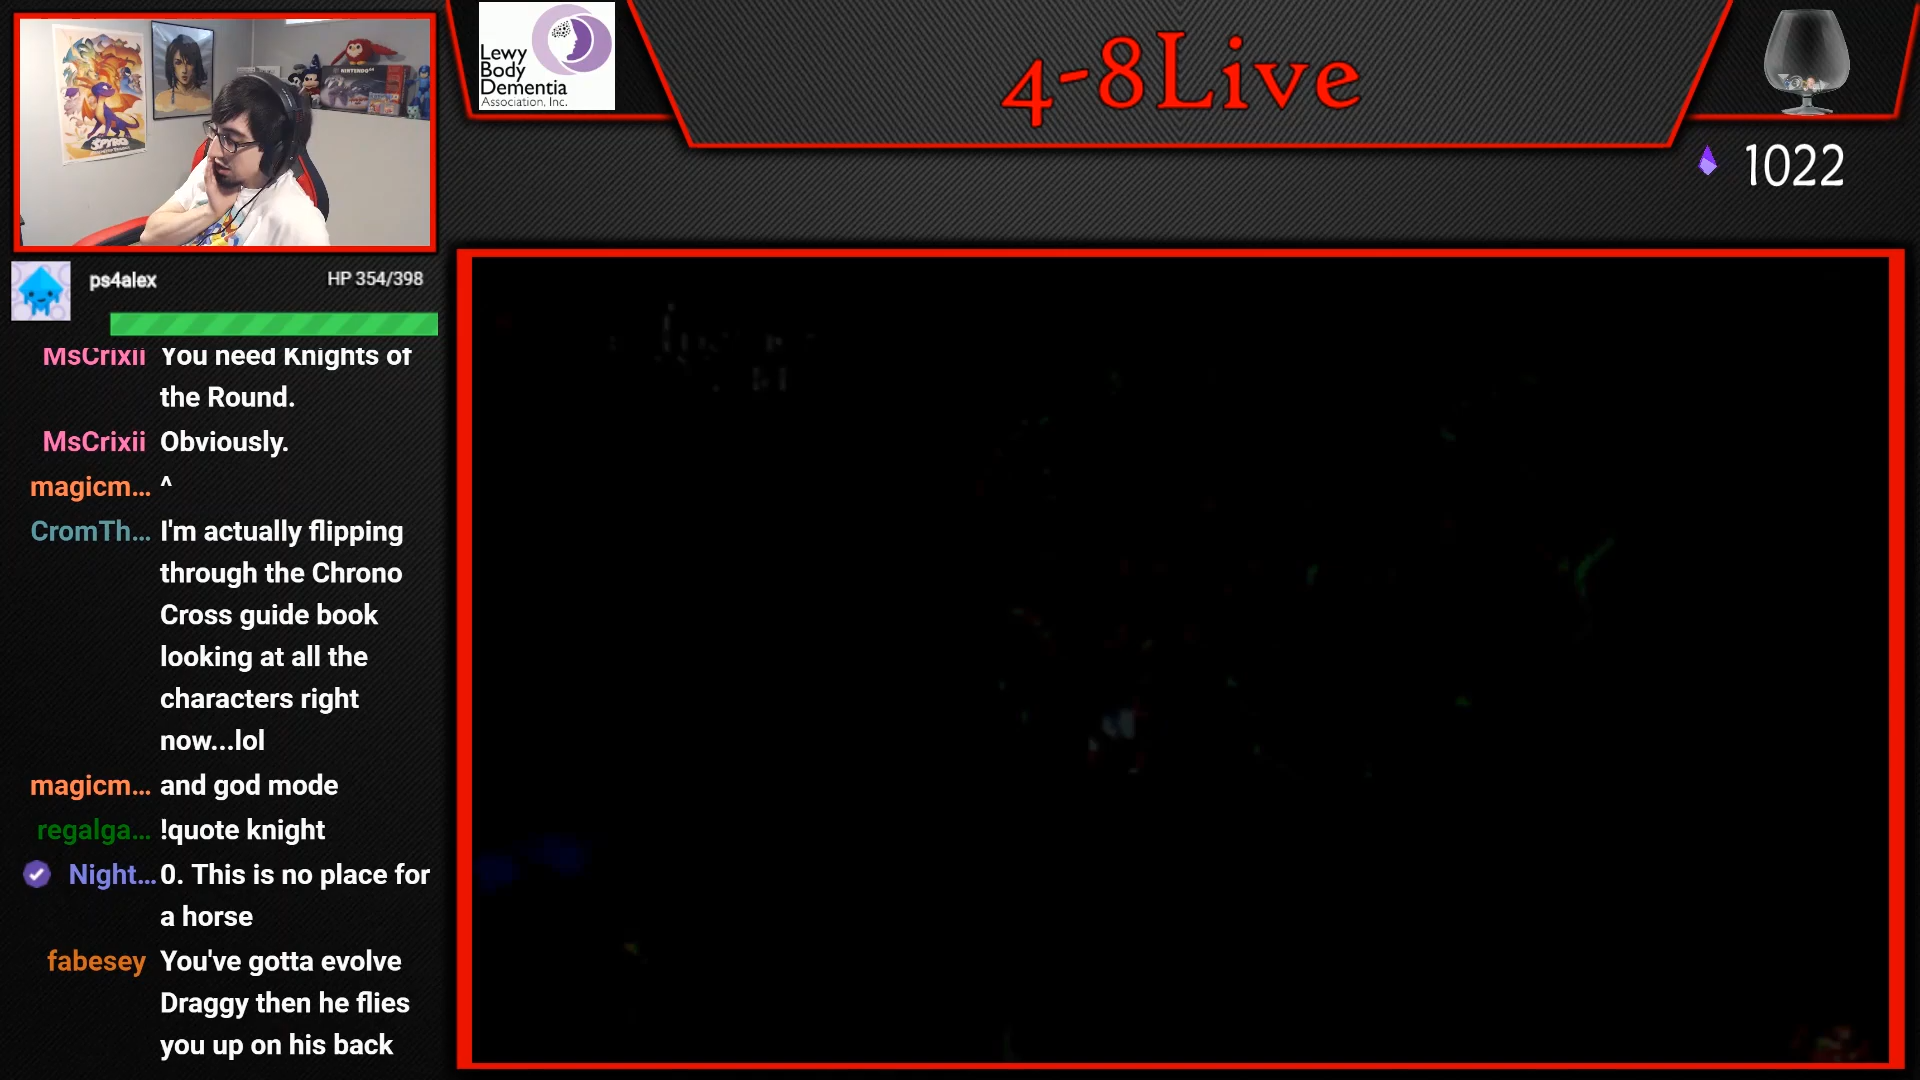 Lewy
Body
Dementia
Association, Inc.
4-8Live
1022
SPYRO
NINTENDO
ps4alex
HP 354/398
MsCrixii You need Knights of
the Round.
MsCrixii Obviously.
magicm... ^
CromTh... I'm actually flipping
through the Chrono
Cross guide book
looking at all the
characters right
now...lol
magicm... and god mode
regalga... !quote knight
Night... 0. This is no place for
a horse
fabesey You've gotta evolve
Draggy then he flies
you up on his back